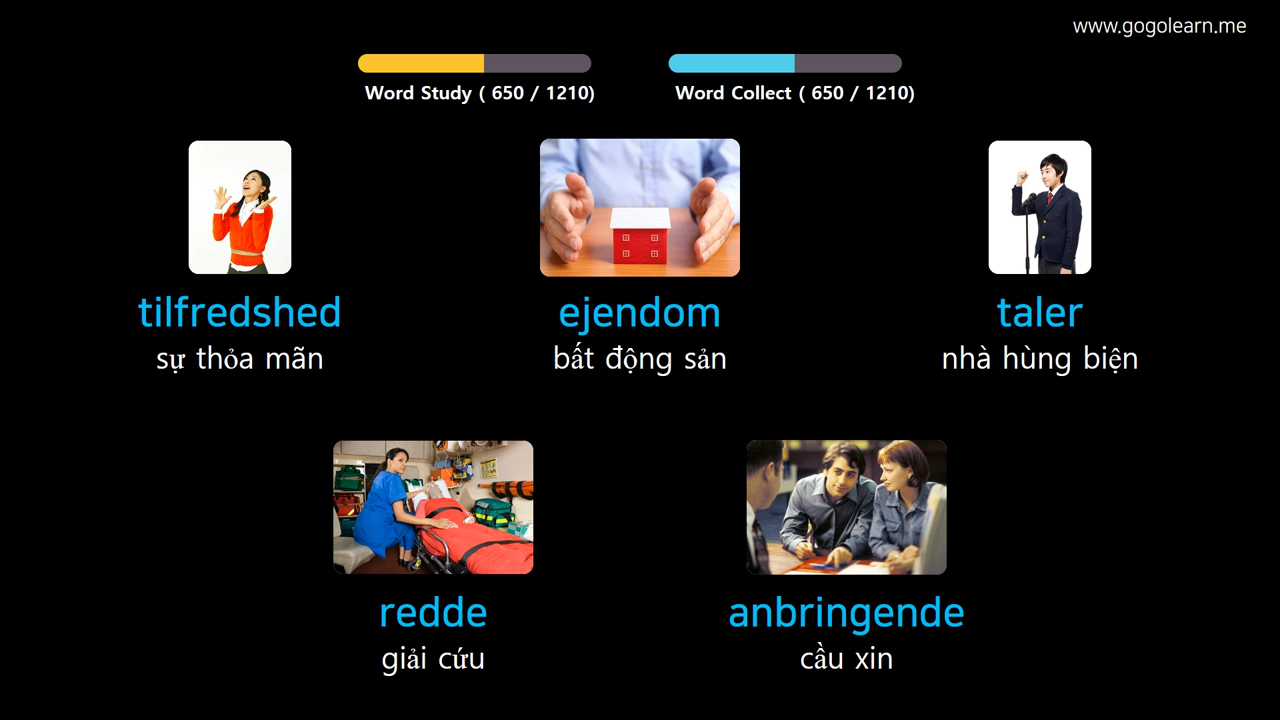 www.gogolearn.me
Word Study ( 650 / 1210)
Word Collect ( 650 / 1210)
tilfredshed
sự thỏa mãn
ejendom
bất động sản
taler
nhà hùng biện
redde
giải cứu
anbringende
cầu xin